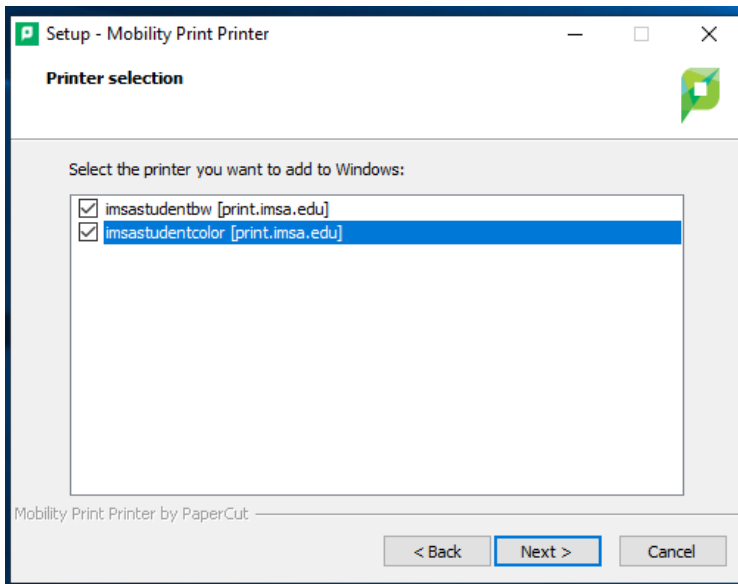 Setup - Mobility Print Printer
Printer selection
Select the printer you want to add to Windows:
imsastudentbw [print.imsa.edu]
imsastudentcolor [print.imsa.edu]
Mobility Print Printer by PaperCut
< Back Next > Cancel